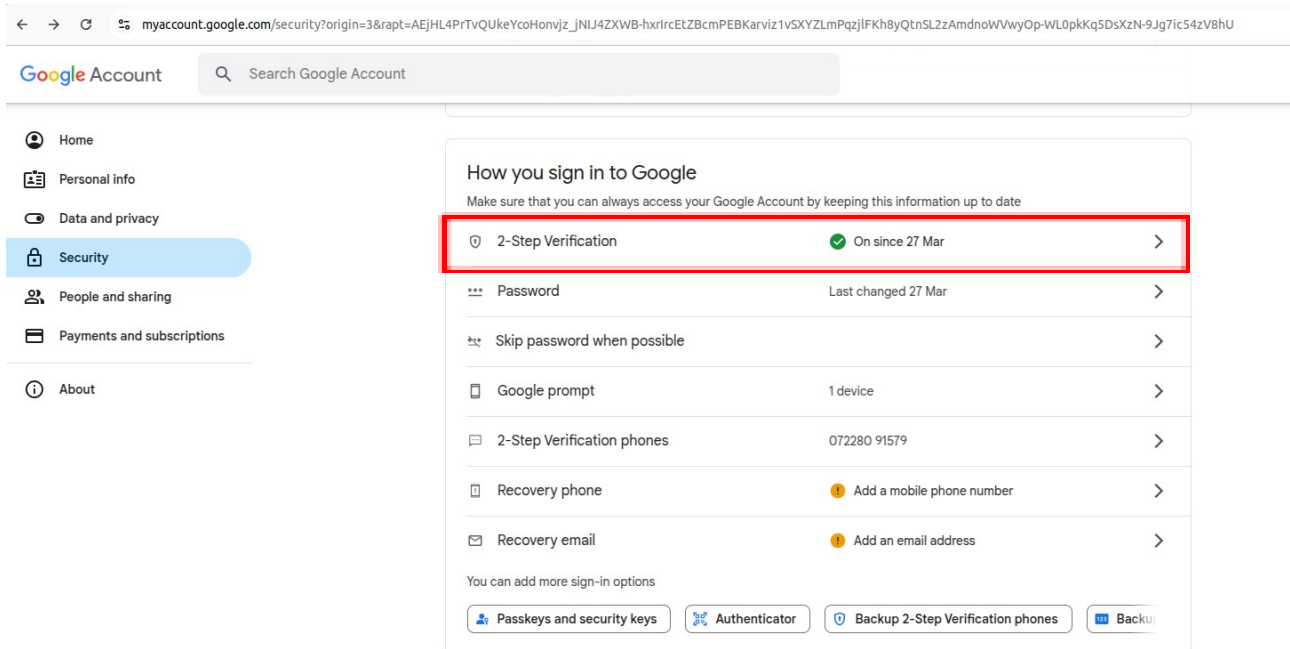 myaccount.google.com/security?origin=3&rapt=AEjHL4PrTvQUkeYcoHonvjz_jNIJ4ZXWB-hxrIrcEtZBcmPEBKarviz1vSXYZLmPqzjlFKh8yQtnSL2zAmdnoWVwyOp-WL0pkKq5DsXzN-9Jg7ic54zV8hU
Google Account
Search Google Account
Home
Personal info
Data and privacy
Security
People and sharing
Payments and subscriptions
About
How you sign in to Google
Make sure that you can always access your Google Account by keeping this information up to date
2-Step Verification On since 27 Mar
Password Last changed 27 Mar
Skip password when possible
Google prompt 1 device
2-Step Verification phones 072280 91579
Recovery phone Add a mobile phone number
Recovery email Add an email address
You can add more sign-in options
Passkeys and security keys Authenticator Backup 2-Step Verification phones 123 Backu